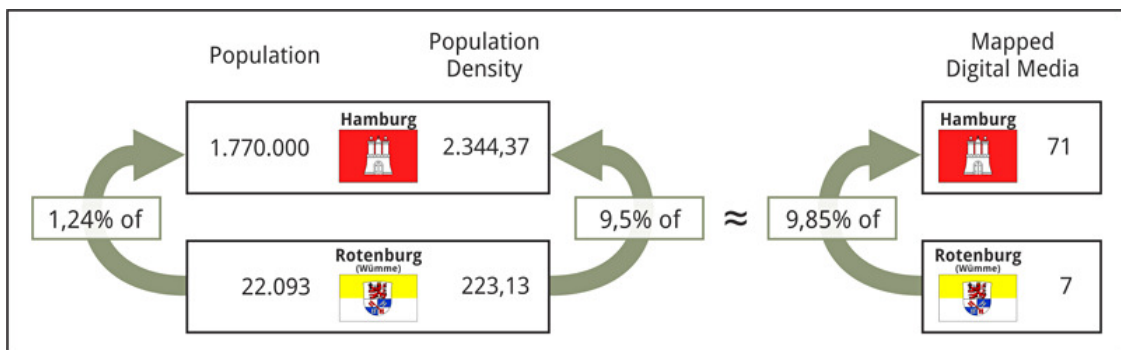 Population
Population
Density
Mapped
Digital Media
Hamburg
1.770.000
2.344,37
Hamburg
71
1,24% of
9,5% of
≈
9,85% of
Rotenburg
(Wümme)
22.093
223,13
Rotenburg
(Wümme)
7